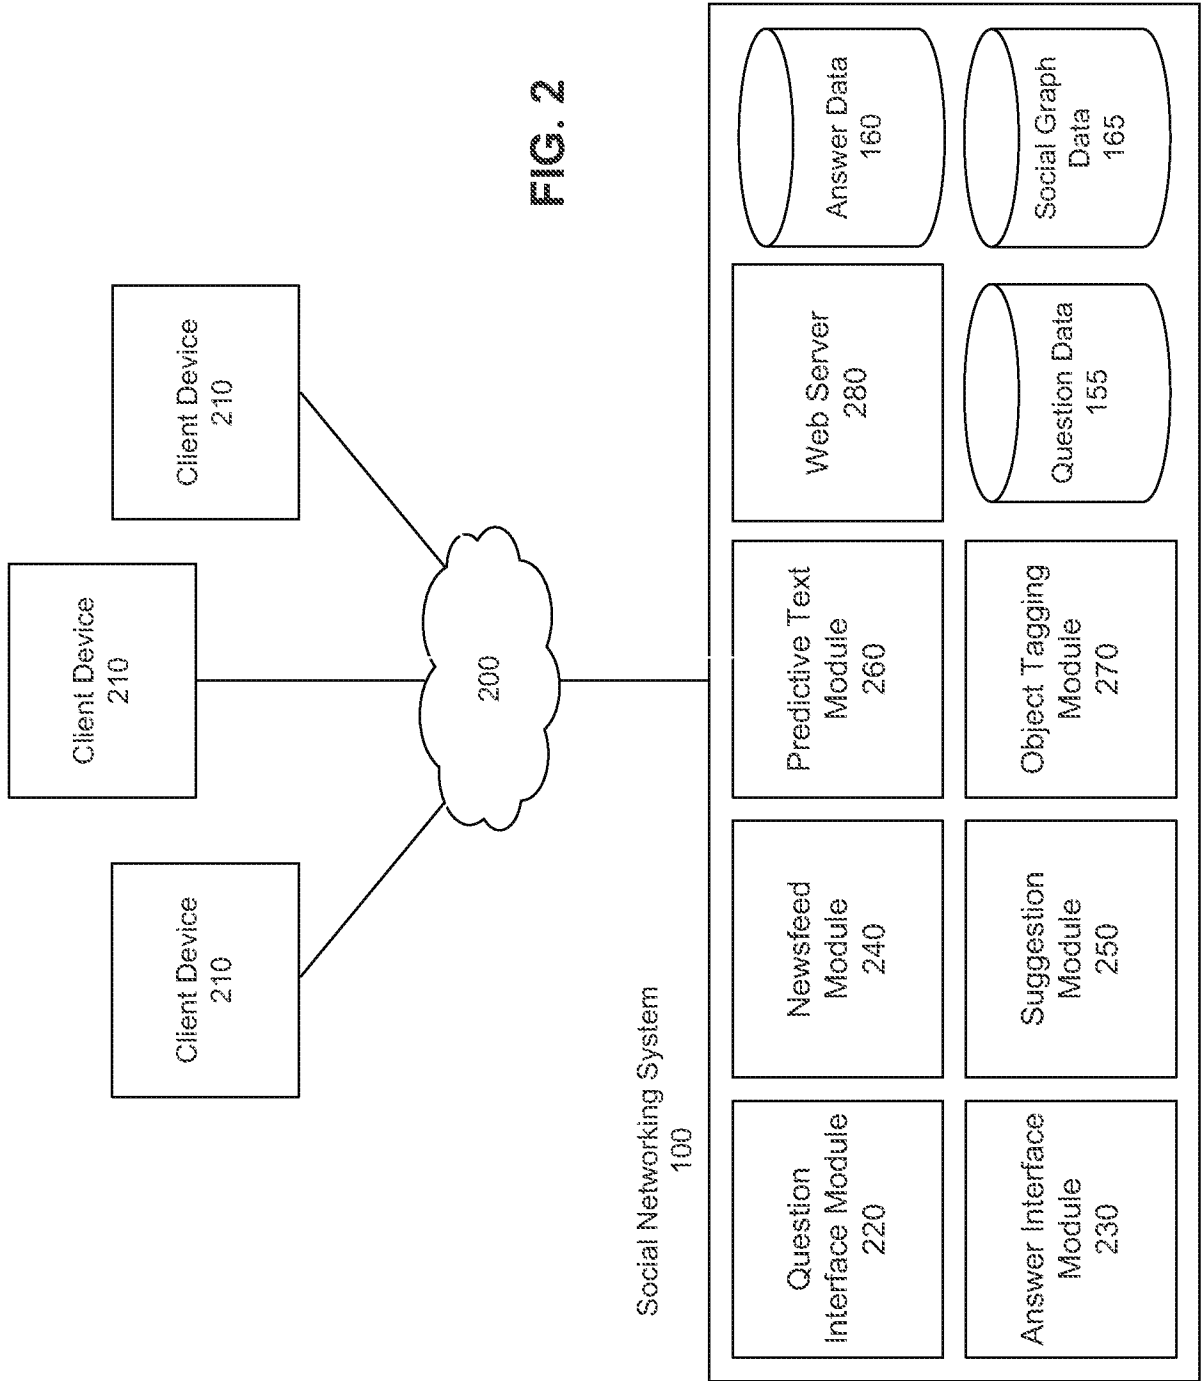 Client Device
210
Client Device
210
Client Device
210
200
FIG. 2
Social Networking System
100
Question
Interface Module
220
Newsfeed
Module
240
Predictive Text
Module
260
Web Server
280
Answer Data
160
Answer Interface
Module
230
Suggestion
Module
250
Object Tagging
Module
270
Question Data
155
Social Graph
Data
165